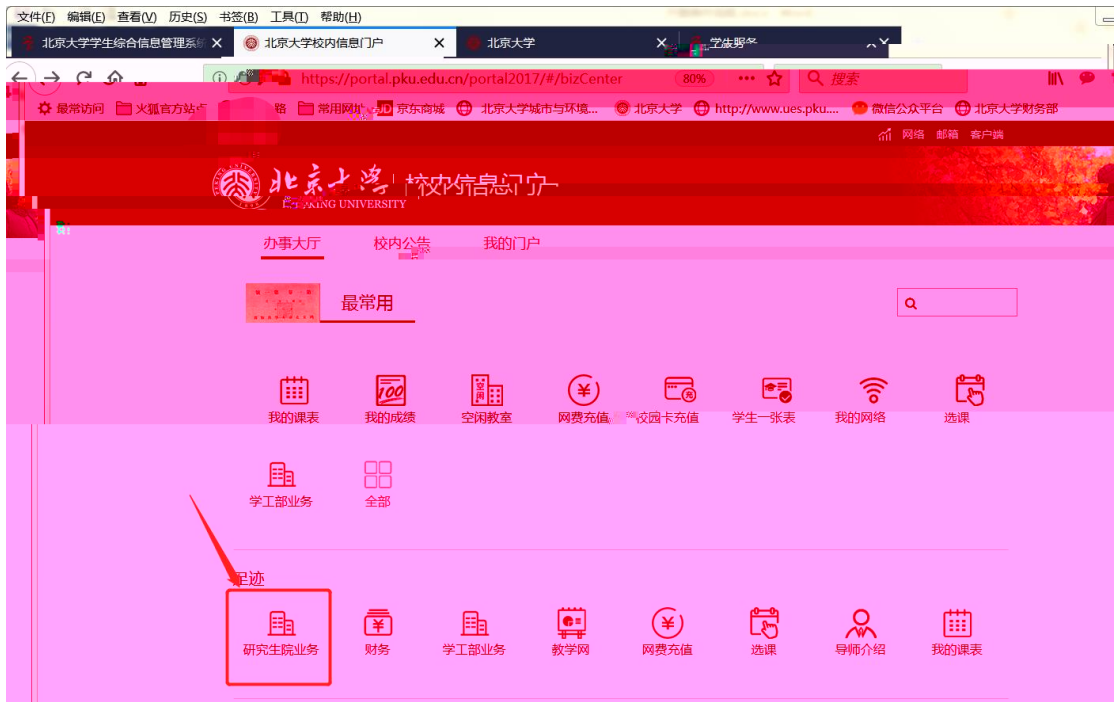 文件(F) 编辑(E) 查看(V) 历史(S) 书签(B) 工具(T) 帮助(H)
北京大学学生综合信息管理系统 × 北京大学校内信息门户 × 北京大学 ×
https://portal.pku.edu.cn/portal2017/#/bizCenter 80% ··· 搜索
最常访问 火狐官方站点 常用网址 JD 京东商城 北京大学城市与环境... 北京大学 http://www.ues.pku.... 微信公众平台 北京大学财务部
网络 邮箱 客户端
北京大学 校内信息门户
PEKING UNIVERSITY
办事大厅 校内公告 我的门户
最常用
我的课表 我的成绩 空闲教室 网费充值 校园卡充值 学生一张表 我的网络 选课
学工部业务 全部
足迹
研究生院业务 财务 学工部业务 教学网 网费充值 选课 导师介绍 我的课表